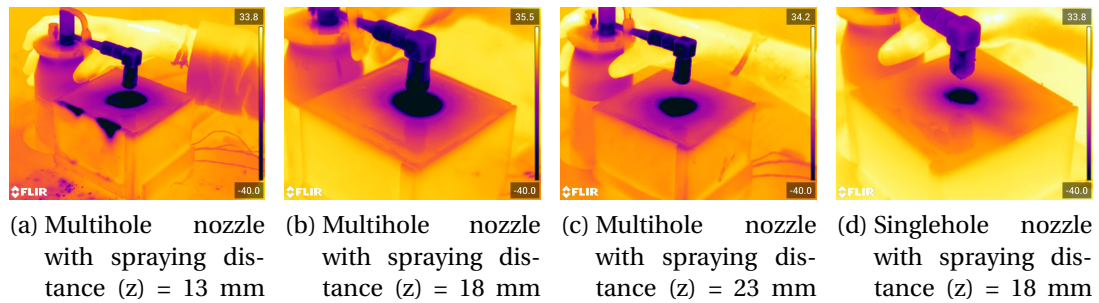 33.8
-40.0
FLIR
35.5
-40.0
FLIR
34.2
-40.0
FLIR
33.8
-40.0
FLIR
(a) Multihole nozzle
with spraying dis-
tance (z) = 13 mm
(b) Multihole nozzle
with spraying dis-
tance (z) = 18 mm
(c) Multihole nozzle
with spraying dis-
tance (z) = 23 mm
(d) Singlehole nozzle
with spraying dis-
tance (z) = 18 mm